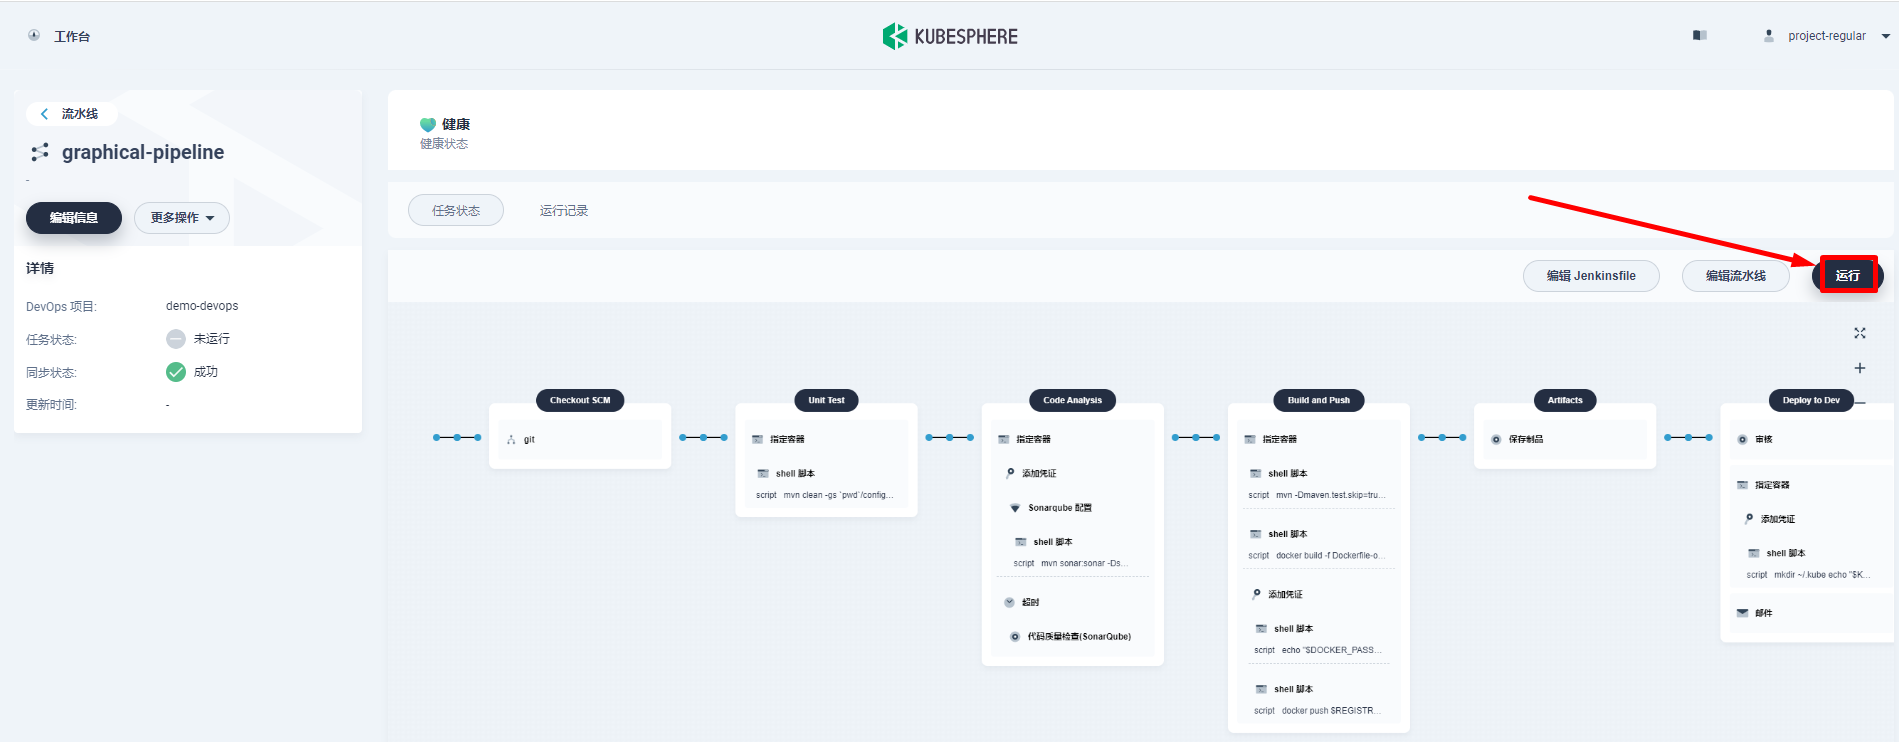 工作台
KUBESPHERE
project-regular
流水线
graphical-pipeline
-
编辑信息
更多操作
详情
DevOps 项目:
demo-devops
任务状态:
未运行
同步状态:
成功
更新时间:
-
健康
健康状态
任务状态
运行记录
编辑 Jenkinsfile
编辑流水线
运行
Checkout SCM
git
Unit Test
指定容器
shell 脚本
script mvn clean -gs `pwd`/config...
Code Analysis
指定容器
添加凭证
Sonarqube 配置
shell 脚本
script mvn sonar:sonar -Ds...
超时
代码质量检查(SonarQube)
Build and Push
指定容器
shell 脚本
script mvn -Dmaven.test.skip=tru...
shell 脚本
script docker build -f Dockerfile-o...
添加凭证
shell 脚本
script echo "$DOCKER_PASS...
shell 脚本
script docker push $REGISTR...
Artifacts
保存制品
Deploy to Dev
审核
指定容器
添加凭证
shell 脚本
script mkdir ~/.kube echo "$K...
邮件